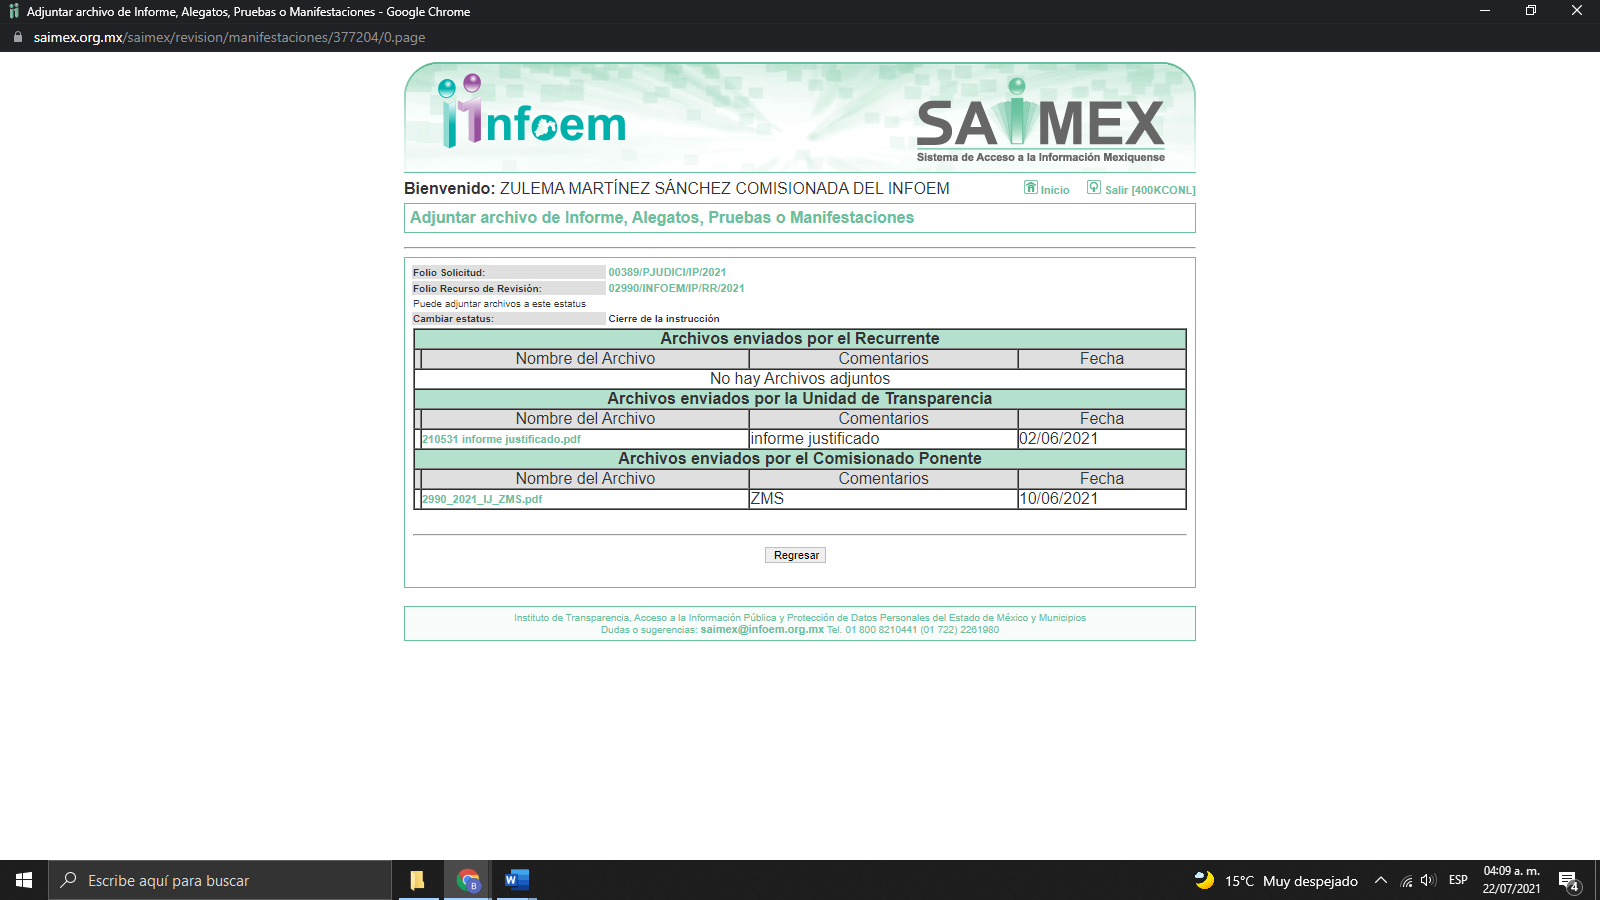 Adjuntar archivo de Informe, Alegatos, Pruebas o Manifestaciones - Google Chrome
saimex.org.mx/saimex/revision/manifestaciones/377204/0.page
infoem
SAIMEX
Sistema de Acceso a la Información Mexiquense
Bienvenido: ZULEMA MARTÍNEZ SÁNCHEZ COMISIONADA DEL INFOEM
Inicio Salir [400KCONL]
Adjuntar archivo de Informe, Alegatos, Pruebas o Manifestaciones
Folio Solicitud: 00389/PJUDICI/IP/2021
Folio Recurso de Revisión: 02990/INFOEM/IP/RR/2021
Puede adjuntar archivos a este estatus
Cambiar estatus: Cierre de la instrucción
Archivos enviados por el Recurrente
Nombre del Archivo Comentarios Fecha
No hay Archivos adjuntos
Archivos enviados por la Unidad de Transparencia
Nombre del Archivo Comentarios Fecha
210531 informe justificado.pdf informe justificado 02/06/2021
Archivos enviados por el Comisionado Ponente
Nombre del Archivo Comentarios Fecha
2990_2021_IJ_ZMS.pdf ZMS 10/06/2021
Regresar
Instituto de Transparencia, Acceso a la Información Pública y Protección de Datos Personales del Estado de México y Municipios
Dudas o sugerencias: saimex@infoem.org.mx Tel. 01 800 8210441 (01 722) 2261980
Escribe aquí para buscar
B
W
15°C Muy despejado
ESP
04:09 a. m.
22/07/2021
4